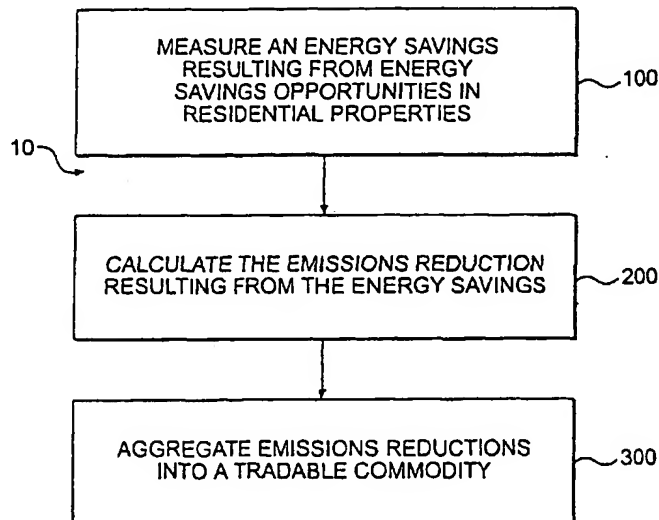 MEASURE AN ENERGY SAVINGS
RESULTING FROM ENERGY
SAVINGS OPPORTUNITIES IN
RESIDENTIAL PROPERTIES
100
10
CALCULATE THE EMISSIONS REDUCTION
RESULTING FROM THE ENERGY SAVINGS
200
AGGREGATE EMISSIONS REDUCTIONS
INTO A TRADABLE COMMODITY
300